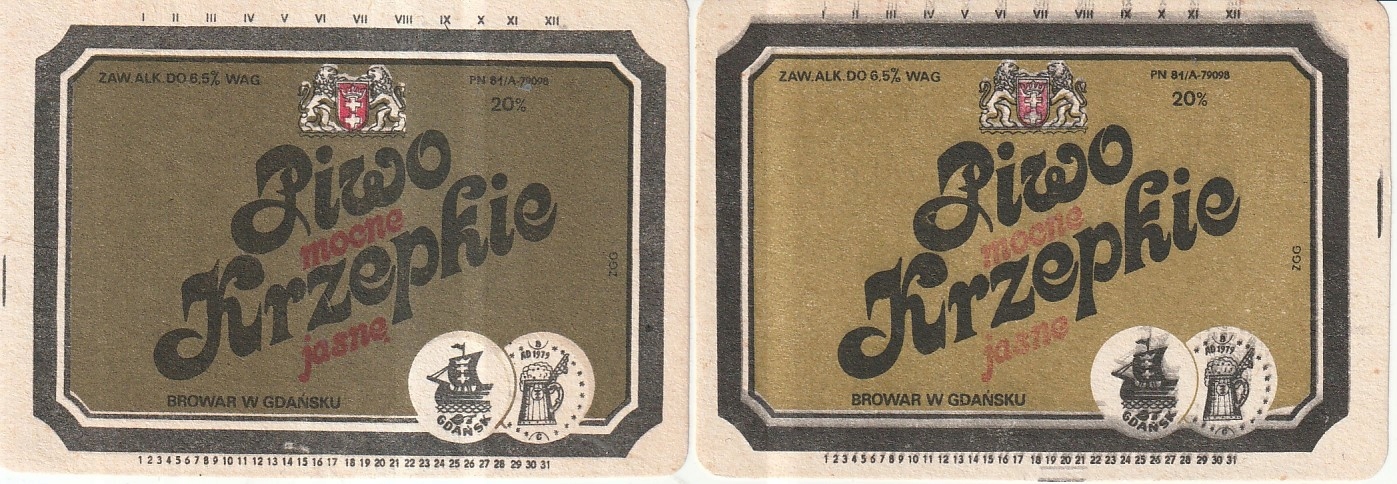 I II III IV V VI VII VIII IX X XI XII
ZAW. ALK. DO 6,5% WAG
PN 81/A-79098
20%
Piwo
mocne
Krzepkie
jasne
ZGG
BROWAR W GDAŃSKU
GDAŃSK
B
AD 1979
G
1 2 3 4 5 6 7 8 9 10 11 12 13 14 15 16 17 18 19 20 21 22 23 24 25 26 27 28 29 30 31
I II III IV V VI VII VIII IX X XI XII
ZAW. ALK. DO 6,5% WAG
PN 81/A-79098
20%
Piwo
mocne
Krzepkie
jasne
ZGG
BROWAR W GDAŃSKU
GDAŃSK
B
AD 1979
G
1 2 3 4 5 6 7 8 9 10 11 12 13 14 15 16 17 18 19 20 21 22 23 24 25 26 27 28 29 30 31